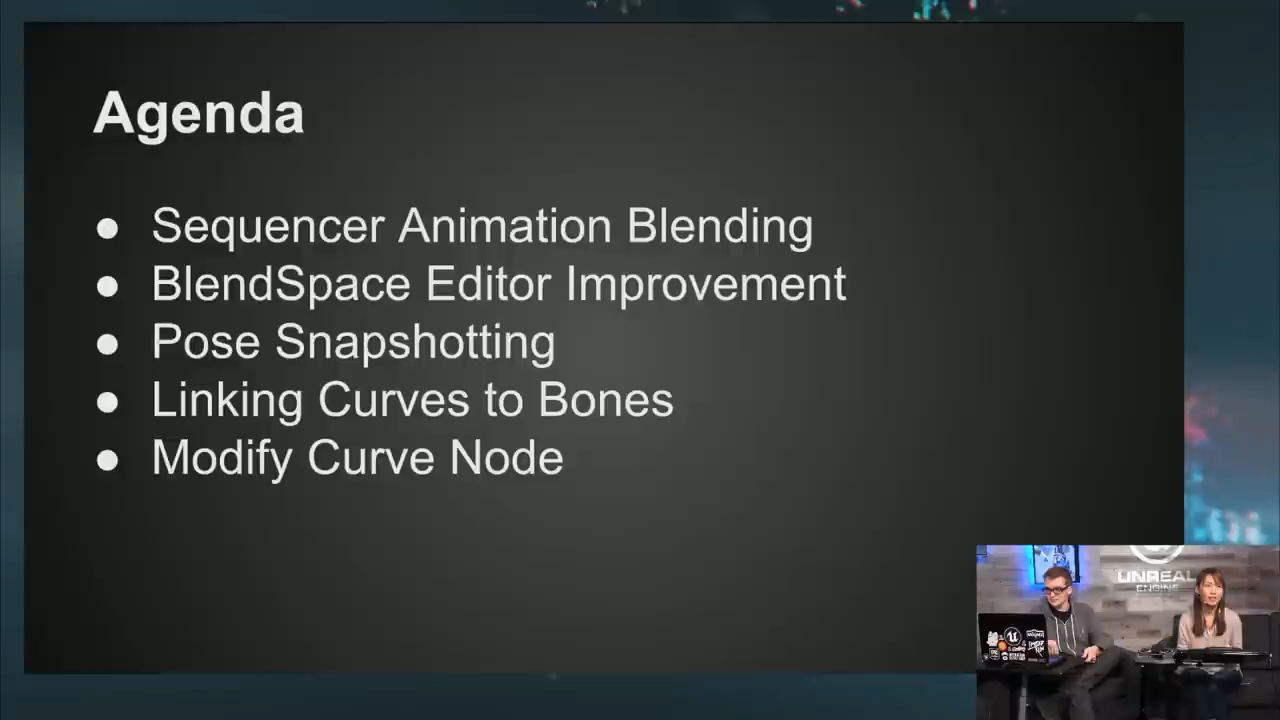 Agenda
● Sequencer Animation Blending
● BlendSpace Editor Improvement
● Pose Snapshotting
● Linking Curves to Bones
● Modify Curve Node
UNREAL
ENGINE